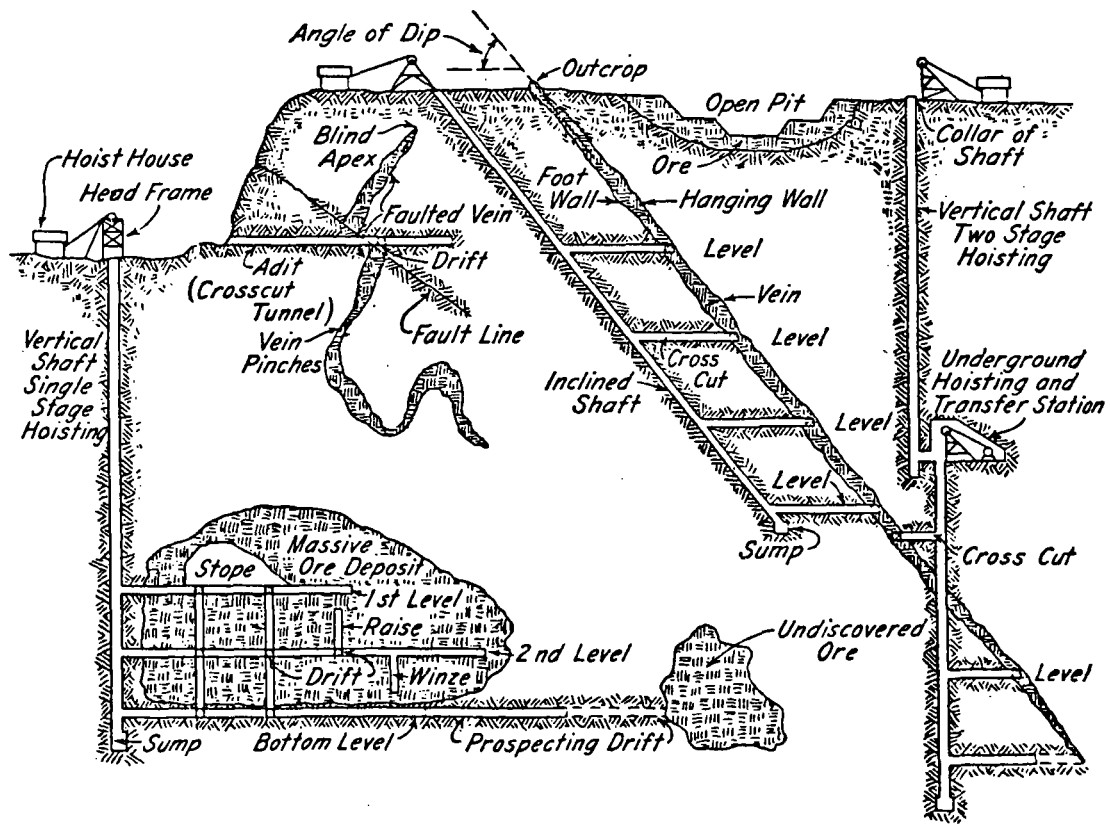 Angle of Dip
Outcrop
Open Pit
Ore
Collar of
Shaft
Blind
Apex
Hoist House
Head Frame
Foot
Wall
Hanging Wall
Faulted Vein
Vertical Shaft
Two Stage
Hoisting
Adit
(Crosscut
Tunnel)
Drift
Level
Vein
Fault Line
Vein
Pinches
Vertical
Shaft
Single
Stage
Hoisting
Level
Cross
Cut
Inclined
Shaft
Underground
Hoisting and
Transfer Station
Level
Level
Sump
Cross Cut
Massive
Ore Deposit
Stope
1st Level
Raise
2nd Level
Drift
Winze
Undiscovered
Ore
Level
Sump
Bottom Level
Prospecting Drift